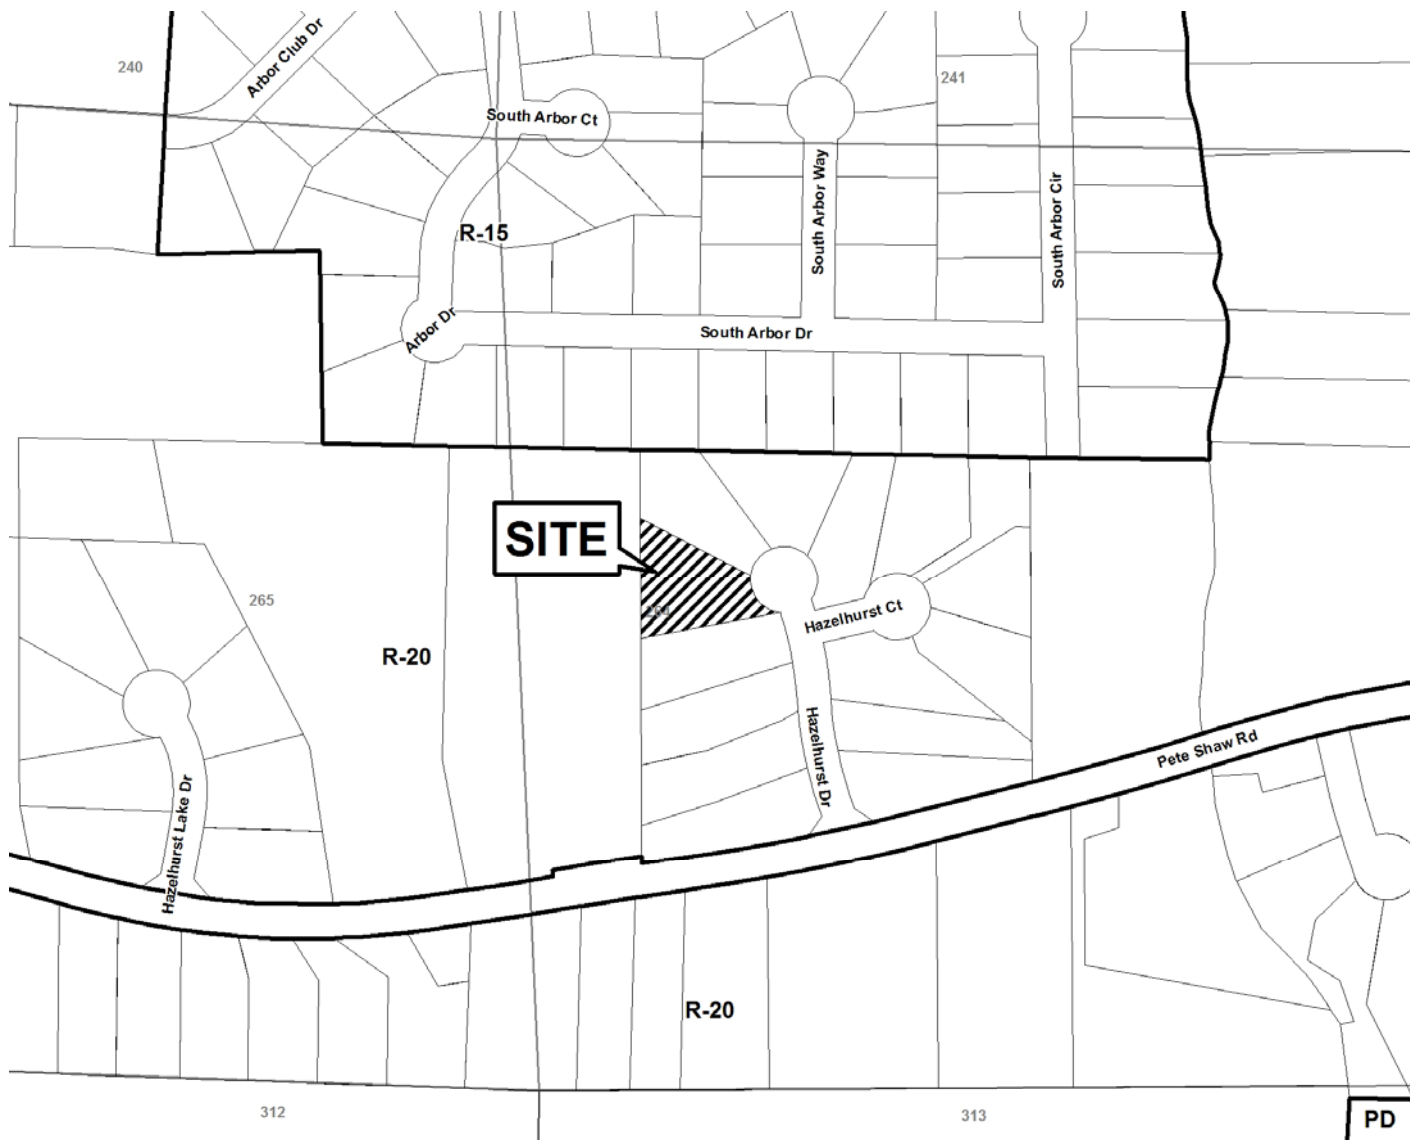 Arbor Club Dr
240
241
South Arbor Ct
South Arbor Way
South Arbor Cir
R-15
Arbor Dr
South Arbor Dr
SITE
265
264
Hazelhurst Ct
R-20
Hazelhurst Dr
Pete Shaw Rd
Hazelhurst Lake Dr
R-20
312
313
PD